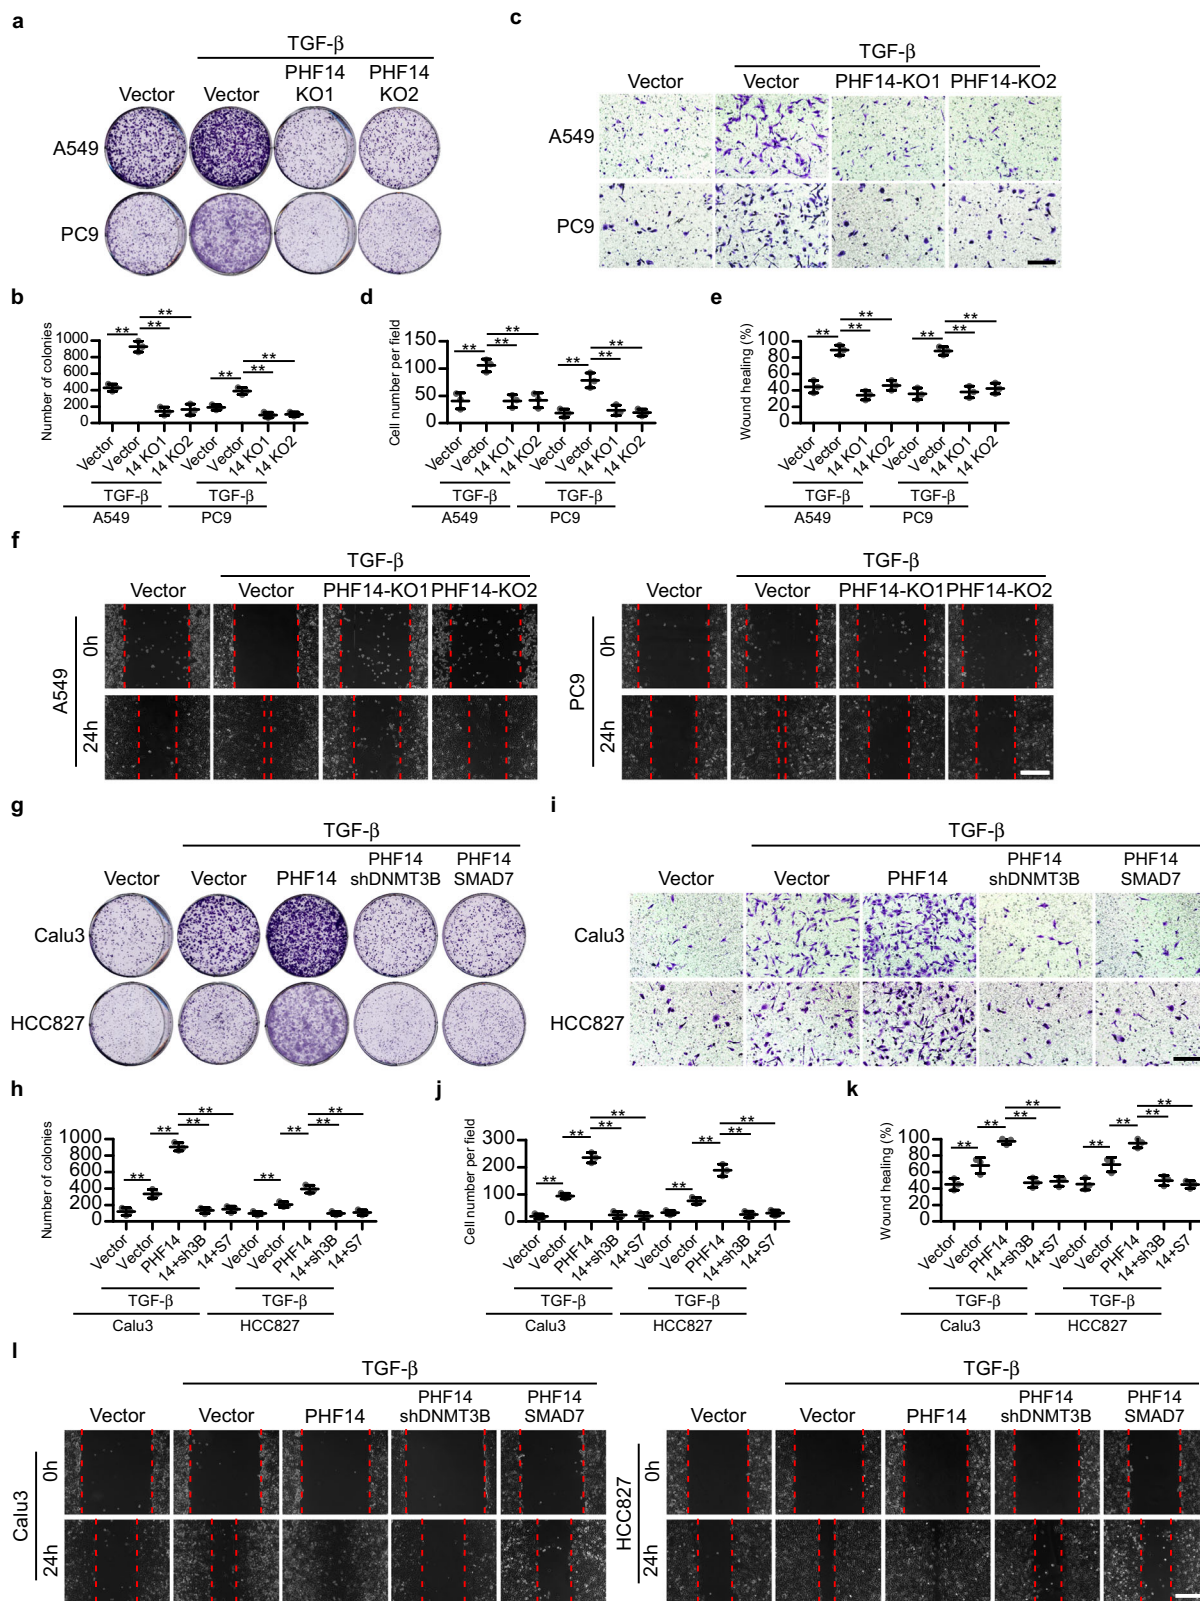 a
TGF-β
Vector
Vector
PHF14
KO1
PHF14
KO2
A549
PC9
c
TGF-β
Vector
Vector
PHF14-KO1
PHF14-KO2
A549
PC9
b
Number of colonies
1000
800
600
400
200
0
** ** ** ** ** **
Vector Vector 14 KO1 14 KO2 Vector Vector 14 KO1 14 KO2
TGF-β TGF-β
A549 PC9
d
Cell number per field
150
100
50
0
** ** ** ** ** **
Vector Vector 14 KO1 14 KO2 Vector Vector 14 KO1 14 KO2
TGF-β TGF-β
A549 PC9
e
Wound healing (%)
100
80
60
40
20
0
** ** ** ** ** **
Vector Vector 14 KO1 14 KO2 Vector Vector 14 KO1 14 KO2
TGF-β TGF-β
A549 PC9
f
TGF-β
Vector Vector PHF14-KO1 PHF14-KO2
A549
0h
24h
TGF-β
Vector Vector PHF14-KO1 PHF14-KO2
PC9
0h
24h
g
TGF-β
Vector
Vector
PHF14
PHF14
shDNMT3B
PHF14
SMAD7
Calu3
HCC827
i
TGF-β
Vector
Vector
PHF14
PHF14
shDNMT3B
PHF14
SMAD7
Calu3
HCC827
h
Number of colonies
1000
800
600
400
200
0
** ** ** ** ** ** ** **
Vector Vector PHF14 14+sh3B 14+S7 Vector Vector PHF14 14+sh3B 14+S7
TGF-β TGF-β
Calu3 HCC827
j
Cell number per field
300
200
100
0
** ** ** ** ** ** ** **
Vector Vector PHF14 14+sh3B 14+S7 Vector Vector PHF14 14+sh3B 14+S7
TGF-β TGF-β
Calu3 HCC827
k
Wound healing (%)
100
80
60
40
20
0
** ** ** ** ** ** ** **
Vector Vector PHF14 14+sh3B 14+S7 Vector Vector PHF14 14+sh3B 14+S7
TGF-β TGF-β
Calu3 HCC827
l
TGF-β
Vector
Vector
PHF14
PHF14
shDNMT3B
PHF14
SMAD7
Calu3
0h
24h
TGF-β
Vector
Vector
PHF14
PHF14
shDNMT3B
PHF14
SMAD7
HCC827
0h
24h